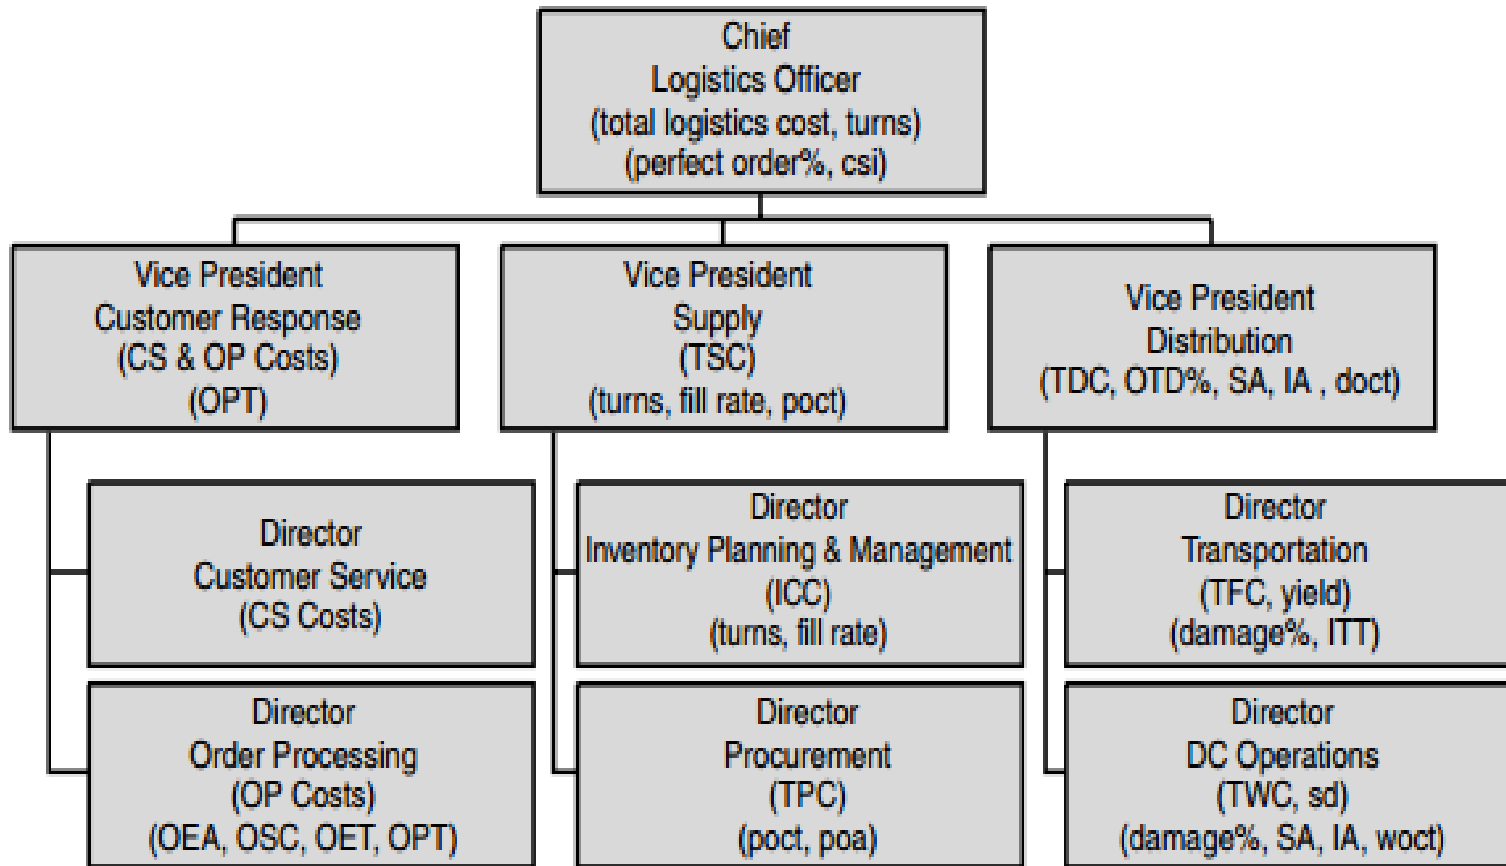 Chief
Logistics Officer
(total logistics cost, turns)
(perfect order%, csi)
Vice President
Customer Response
(CS & OP Costs)
(OPT)
Vice President
Supply
(TSC)
(turns, fill rate, poct)
Vice President
Distribution
(TDC, OTD%, SA, IA , doct)
Director
Customer Service
(CS Costs)
Director
Inventory Planning & Management
(ICC)
(turns, fill rate)
Director
Transportation
(TFC, yield)
(damage%, ITT)
Director
Order Processing
(OP Costs)
(OEA, OSC, OET, OPT)
Director
Procurement
(TPC)
(poct, poa)
Director
DC Operations
(TWC, sd)
(damage%, SA, IA, woct)